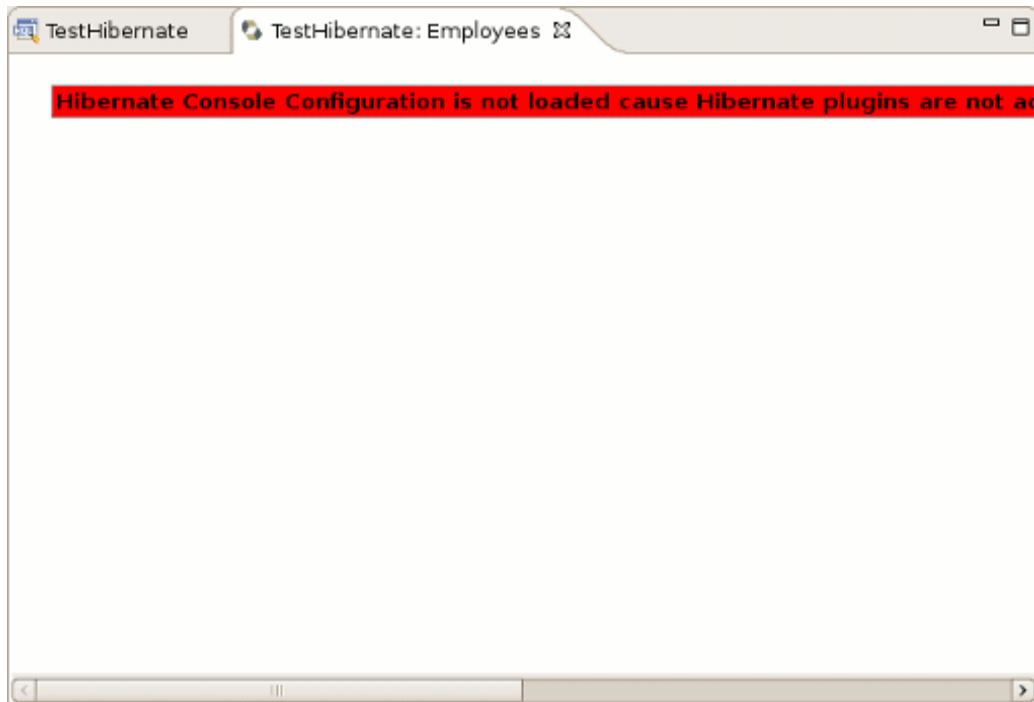 TestHibernate
TestHibernate: Employees
Hibernate Console Configuration is not loaded cause Hibernate plugins are not